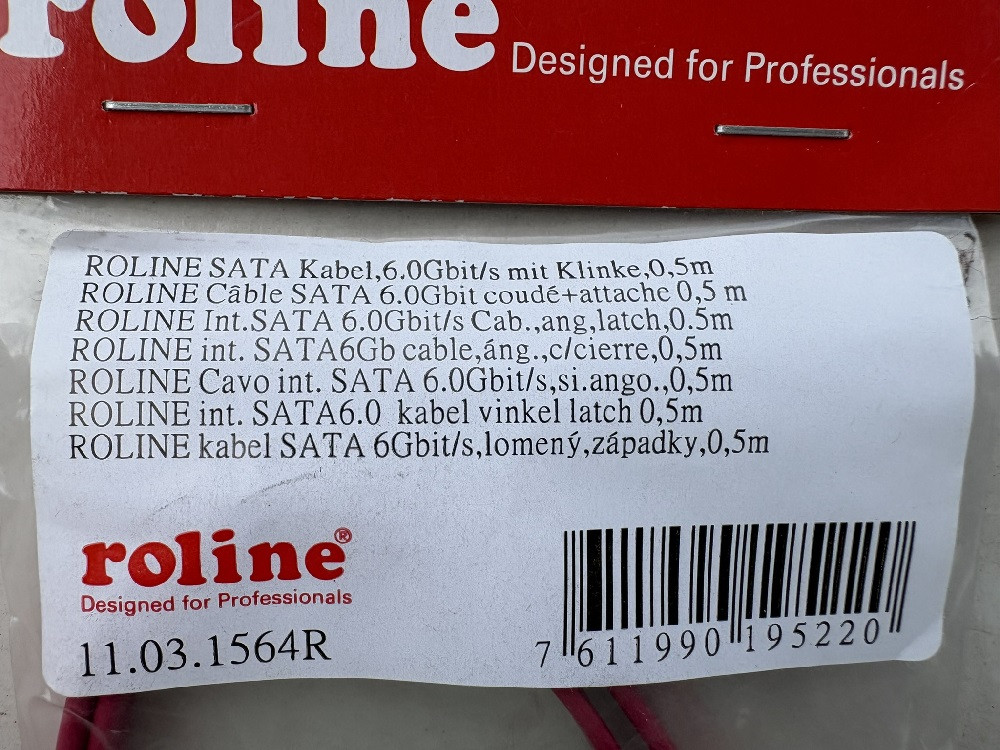 roline Designed for Professionals
ROLINE SATA Kabel,6.0Gbit/s mit Klinke,0,5m
ROLINE Câble SATA 6.0Gbit coudé+attache 0,5 m
ROLINE Int.SATA 6.0Gbit/s Cab.,ang,latch,0.5m
ROLINE int. SATA6Gb cable,áng.,c/cierre,0,5m
ROLINE Cavo int. SATA 6.0Gbit/s,si.ango.,0,5m
ROLINE int. SATA6.0 kabel vinkel latch 0,5m
ROLINE kabel SATA 6Gbit/s,lomený,západky,0,5m
roline®
Designed for Professionals
11.03.1564R
7 611990 195220